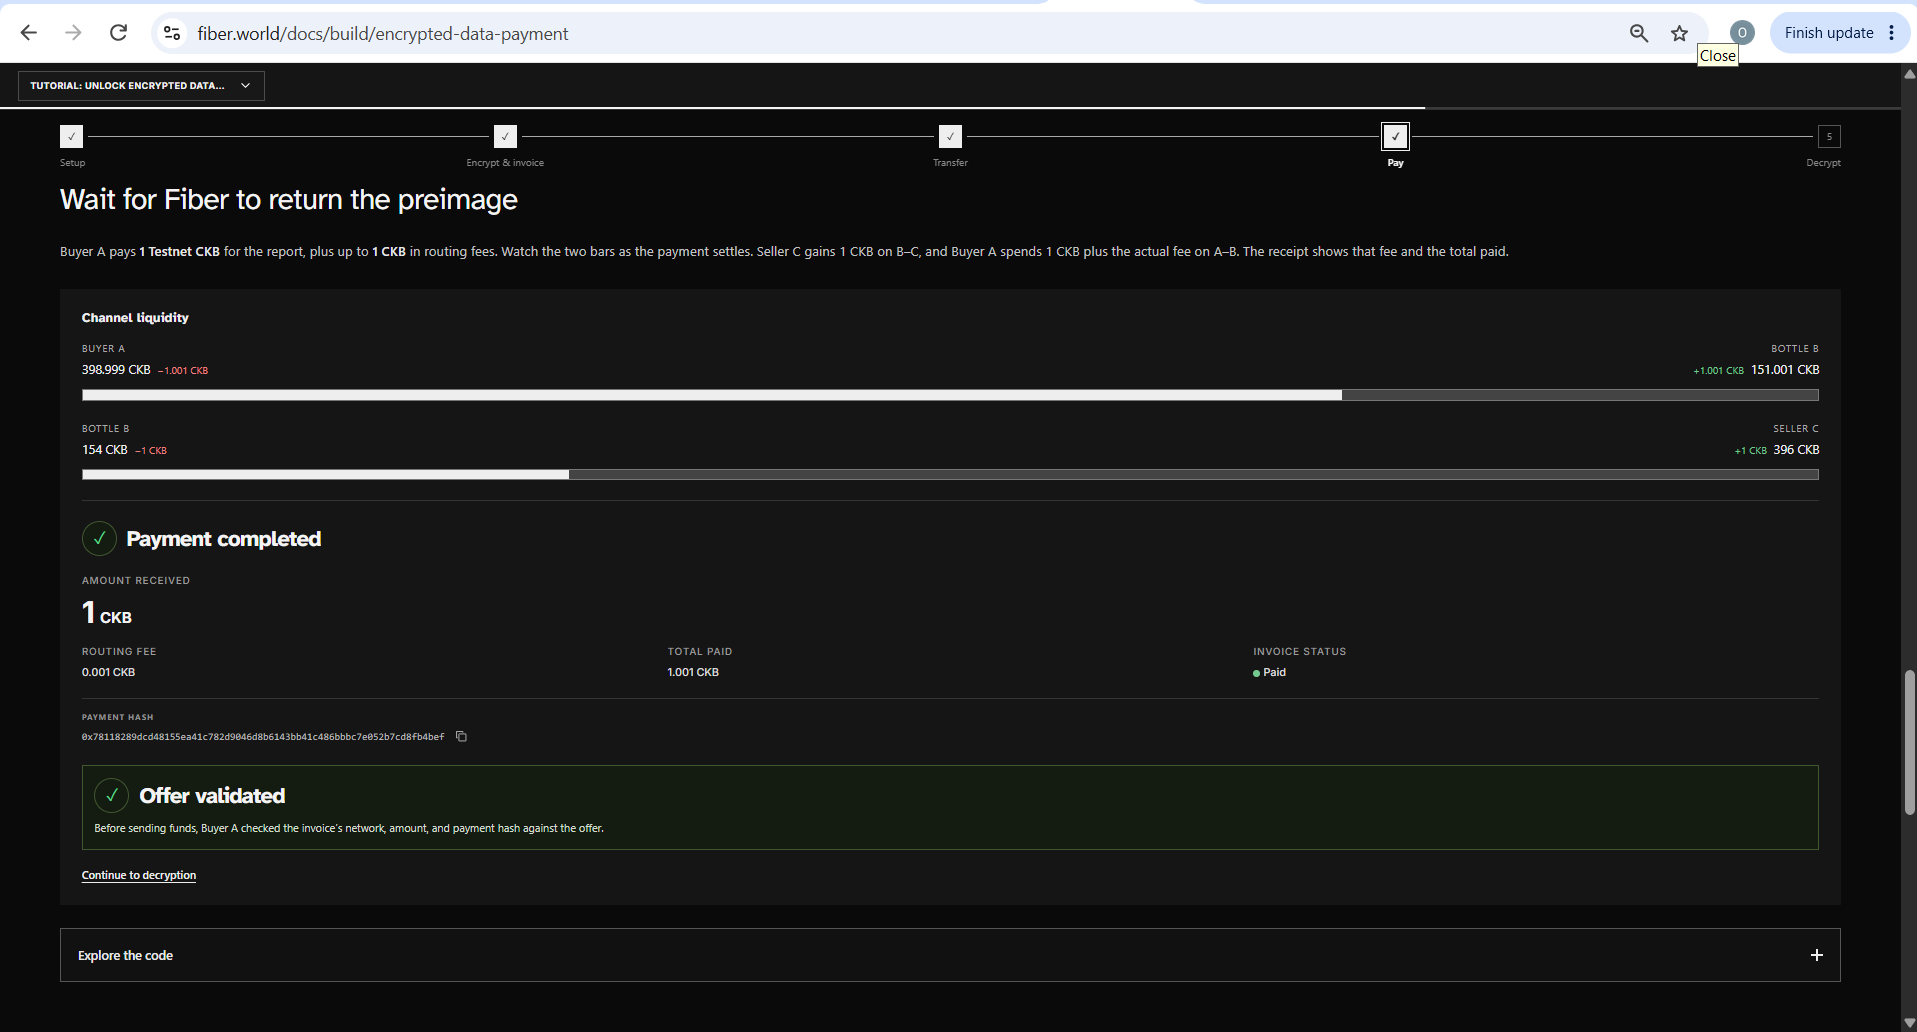 fiber.world/docs/build/encrypted-data-payment
O
Finish update
Close
TUTORIAL: UNLOCK ENCRYPTED DATA...
✓ ✓ ✓ ✓ 5
Setup Encrypt & invoice Transfer Pay Decrypt
Wait for Fiber to return the preimage
Buyer A pays 1 Testnet CKB for the report, plus up to 1 CKB in routing fees. Watch the two bars as the payment settles. Seller C gains 1 CKB on B–C, and Buyer A spends 1 CKB plus the actual fee on A–B. The receipt shows that fee and the total paid.
Channel liquidity
BUYER A BOTTLE B
398.999 CKB −1.001 CKB +1.001 CKB 151.001 CKB
BOTTLE B SELLER C
154 CKB −1 CKB +1 CKB 396 CKB
✓ Payment completed
AMOUNT RECEIVED
1 CKB
ROUTING FEE TOTAL PAID INVOICE STATUS
0.001 CKB 1.001 CKB Paid
PAYMENT HASH
0x78118289dcd48155ea41c782d9046d8b6143bb41c486bbbc7e052b7cd8fb4bef
✓ Offer validated
Before sending funds, Buyer A checked the invoice's network, amount, and payment hash against the offer.
Continue to decryption
Explore the code +